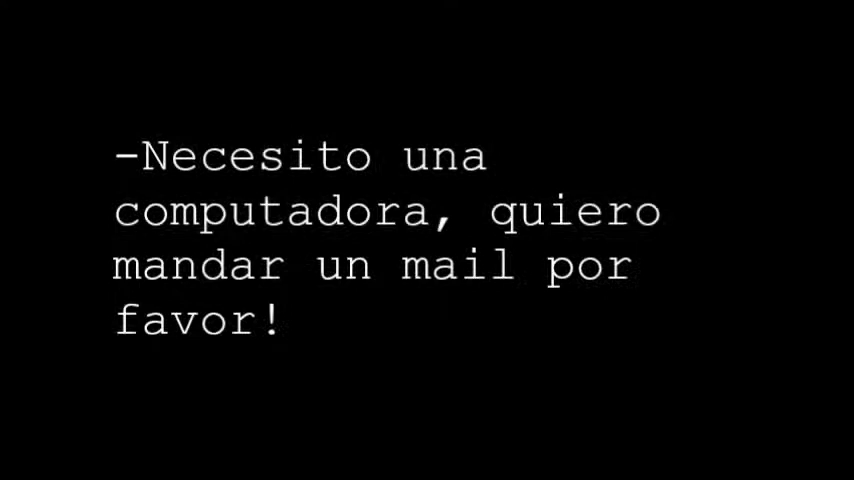 -Necesito una
computadora, quiero
mandar un mail por
favor!